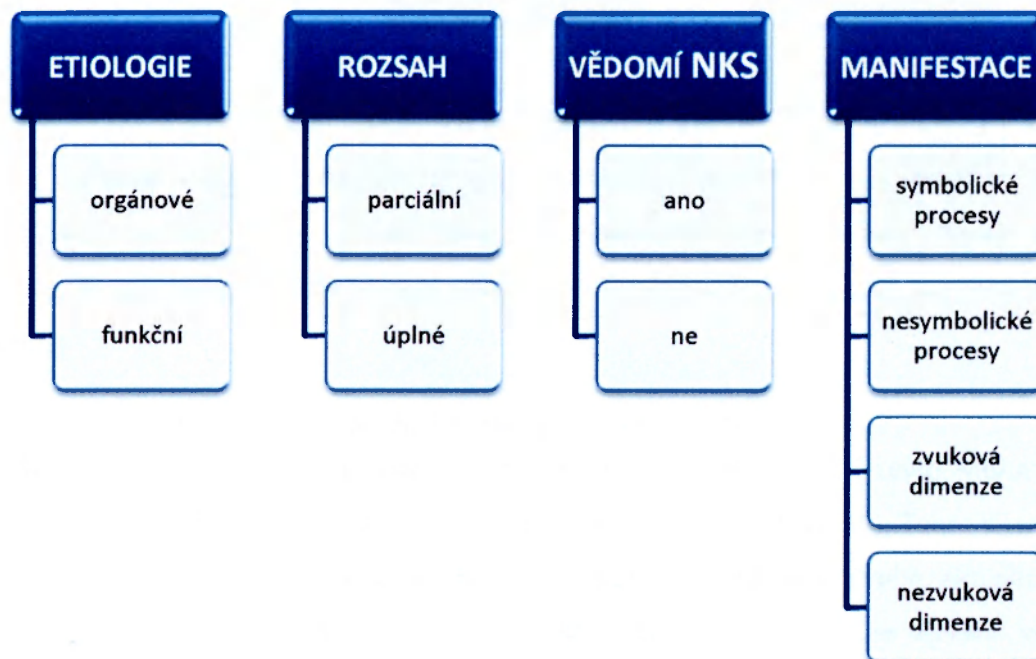 ETIOLOGIE
orgánové
funkční
ROZSAH
parciální
úplné
VĚDOMÍ NKS
ano
ne
MANIFESTACE
symbolické
procesy
nesymbolické
procesy
zvuková
dimenze
nezvuková
dimenze